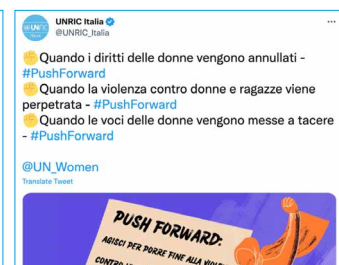 UNRIC Italia
@UNRIC_Italia
✊Quando i diritti delle donne vengono annullati -
#PushForward
✊Quando la violenza contro donne e ragazze viene
perpetrata - #PushForward
✊Quando le voci delle donne vengono messe a tacere
- #PushForward
@UN_Women
Translate Tweet
PUSH FORWARD:
AGISCI PER PORRE FINE ALLA